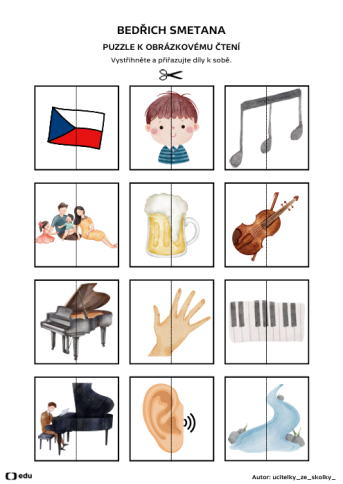 BEDŘICH SMETANA
PUZZLE K OBRÁZKOVÉMU ČTENÍ
Vystřihněte a přiřazujte díly k sobě.
edu
Autor: ucitelky_ze_skolky_